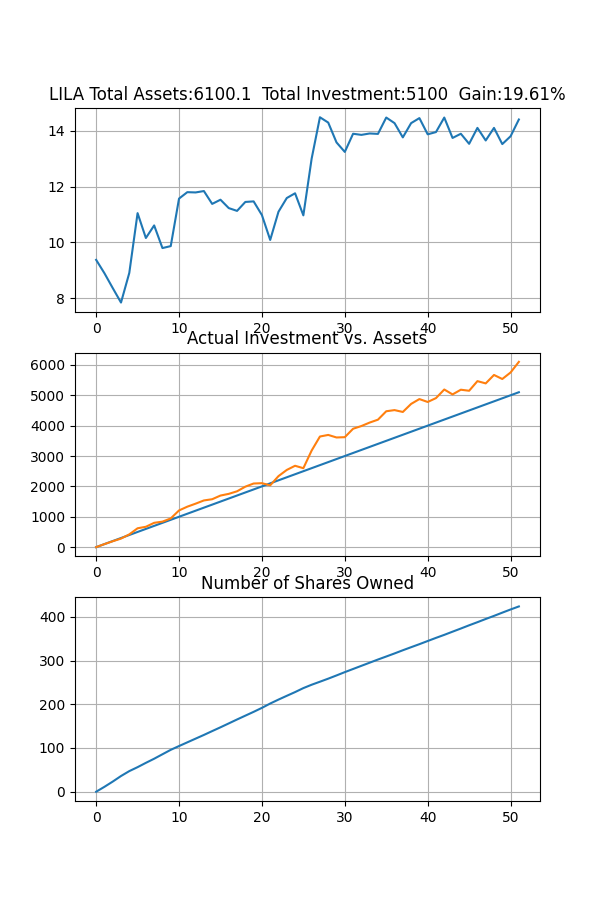 LILA Total Assets:6100.1  Total Investment:5100  Gain:19.61%
14
12
10
8
0 10 20 30 40 50
Actual Investment vs. Assets
6000
5000
4000
3000
2000
1000
0
0 10 20 30 40 50
Number of Shares Owned
400
300
200
100
0
0 10 20 30 40 50